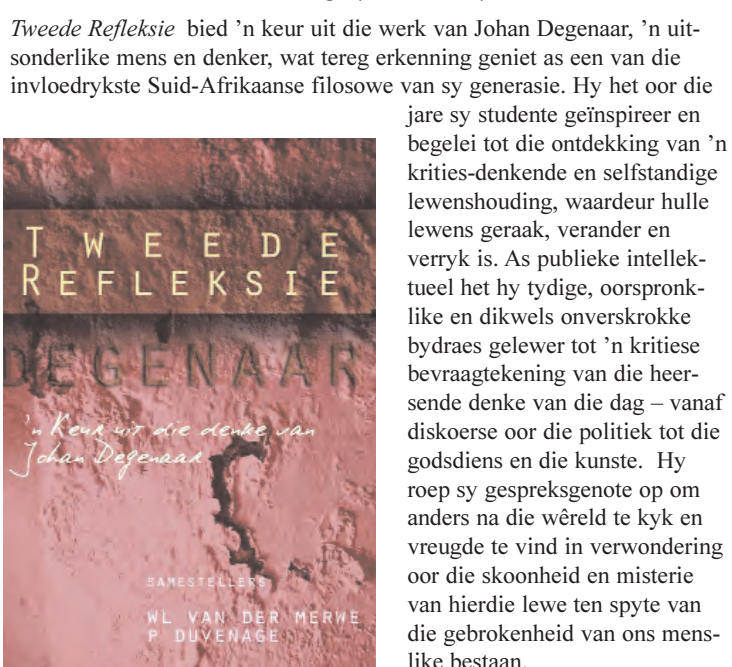 Tweede Refleksie bied ’n keur uit die werk van Johan Degenaar, ’n uit-
sonderlike mens en denker, wat tereg erkenning geniet as een van die
invloedrykste Suid-Afrikaanse filosowe van sy generasie. Hy het oor die
jare sy studente geïnspireer en
begelei tot die ontdekking van ’n
krities-denkende en selfstandige
lewenshouding, waardeur hulle
lewens geraak, verander en
verryk is. As publieke intellek-
tueel het hy tydige, oorspronk-
like en dikwels onverskrokke
bydraes gelewer tot ’n kritiese
bevraagtekening van die heer-
sende denke van die dag – vanaf
diskoerse oor die politiek tot die
godsdiens en die kunste. Hy
roep sy gespreksgenote op om
anders na die wêreld te kyk en
vreugde te vind in verwondering
oor die skoonheid en misterie
van hierdie lewe ten spyte van
die gebrokenheid van ons mens-
like bestaan.
TWEEDE
REFLEKSIE
DEGENAAR
’n Keur uit die denke van
Johan Degenaar
SAMESTELLERS
WL VAN DER MERWE
P DUVENAGE